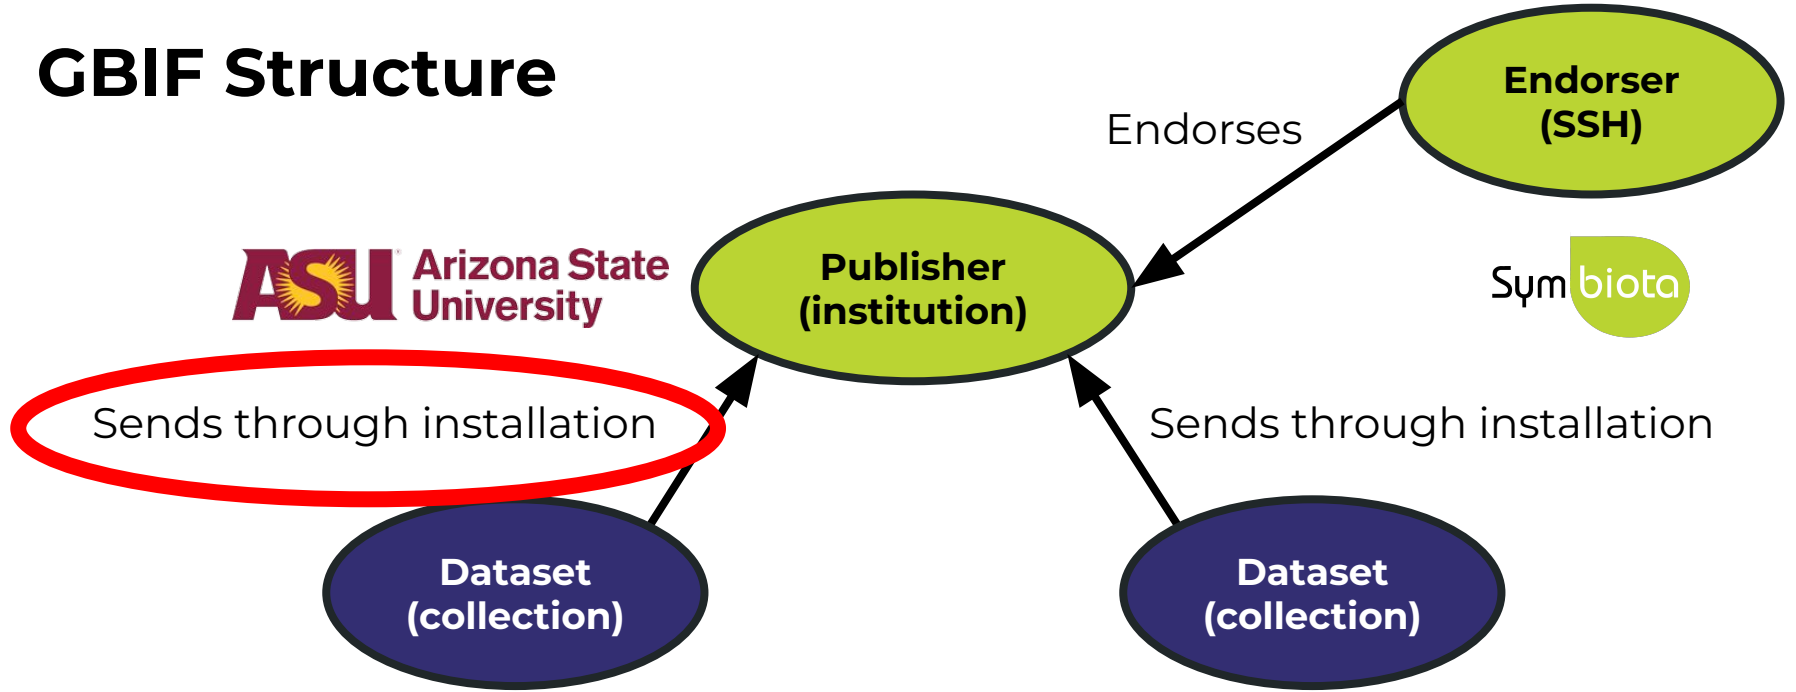 GBIF Structure
Endorser
(SSH)
Endorses
Publisher
(institution)
ASU Arizona State
University
Symbiota
Sends through installation
Sends through installation
Dataset
(collection)
Dataset
(collection)